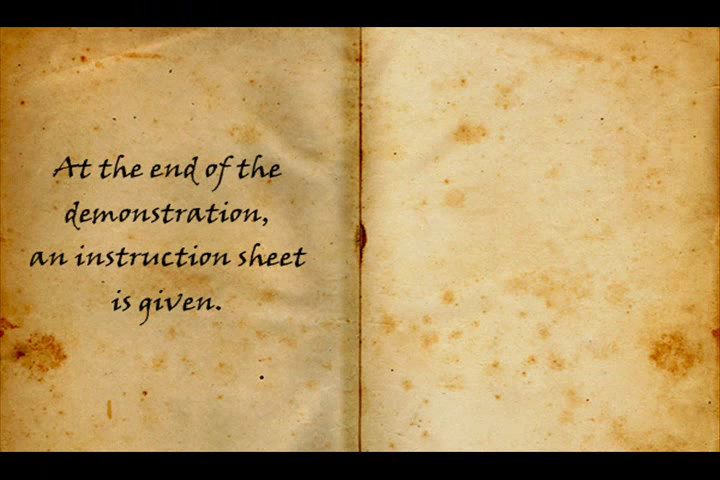 At the end of the
demonstration,
an instruction sheet
is given.